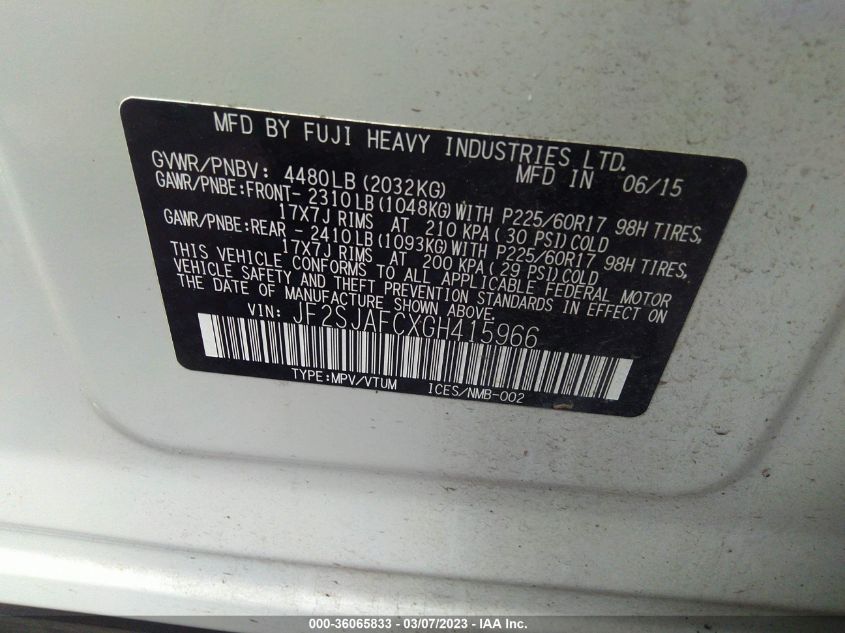 MFD BY FUJI HEAVY INDUSTRIES LTD.
GVWR/PNBV: 4480LB(2032KG) MFD IN 06/15
GAWR/PNBE:FRONT- 2310LB(1048KG)WITH P225/60R17 98H TIRES,
17X7J RIMS AT 210 KPA(30 PSI)COLD
GAWR/PNBE:REAR - 2410LB(1093KG)WITH P225/60R17 98H TIRES,
17X7J RIMS AT 200 KPA(29 PSI)COLD
THIS VEHICLE CONFORMS TO ALL APPLICABLE FEDERAL MOTOR
VEHICLE SAFETY AND THEFT PREVENTION STANDARDS IN EFFECT ON
THE DATE OF MANUFACTURE SHOWN ABOVE.
VIN: JF2SJAFCXGH415966
TYPE:MPV/VTUM ICES/NMB-002
000-36065833 - 03/07/2023 - © IAA Inc.